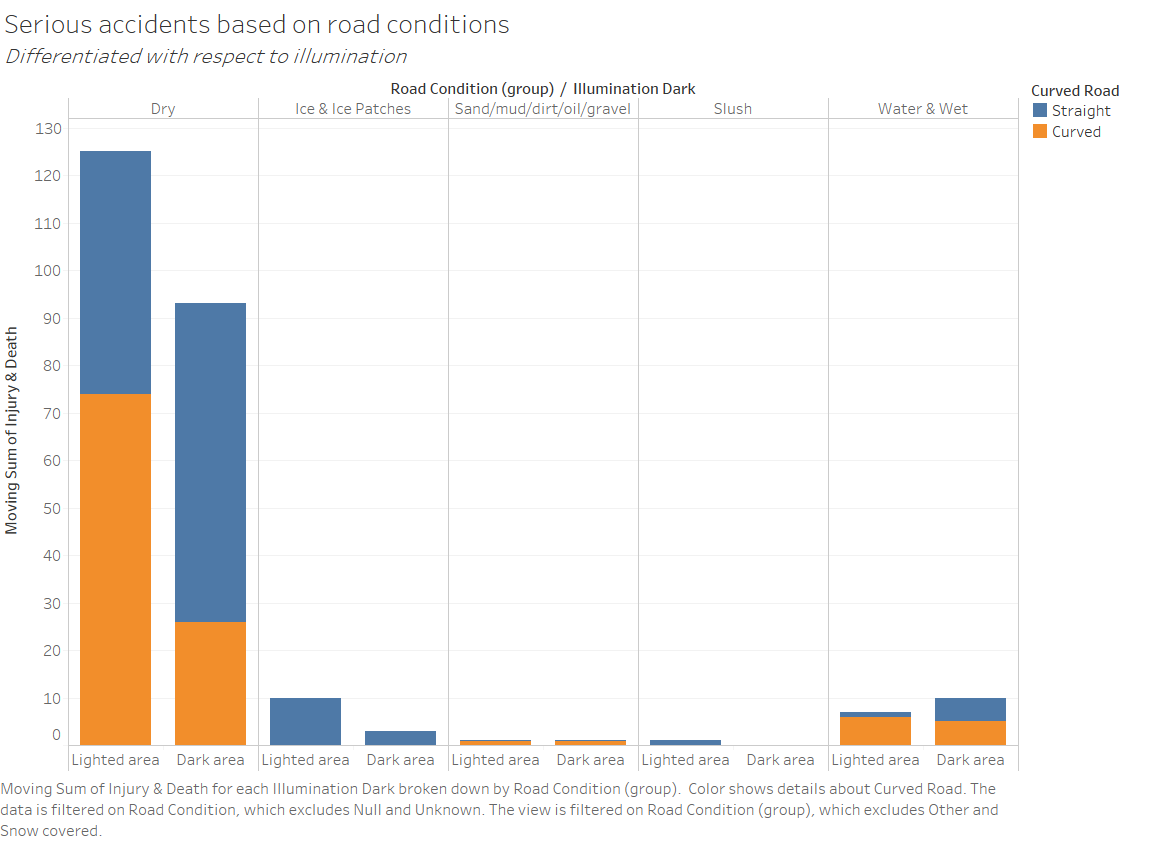 Serious accidents based on road conditions
Differentiated with respect to illumination
Road Condition (group) / Illumination Dark
Dry Ice & Ice Patches Sand/mud/dirt/oil/gravel Slush Water & Wet
Curved Road
Straight
Curved
Moving Sum of Injury & Death
130
120
110
100
90
80
70
60
50
40
30
20
10
0
Lighted area Dark area Lighted area Dark area Lighted area Dark area Lighted area Dark area Lighted area Dark area
Moving Sum of Injury & Death for each Illumination Dark broken down by Road Condition (group).  Color shows details about Curved Road. The
data is filtered on Road Condition, which excludes Null and Unknown. The view is filtered on Road Condition (group), which excludes Other and
Snow covered.